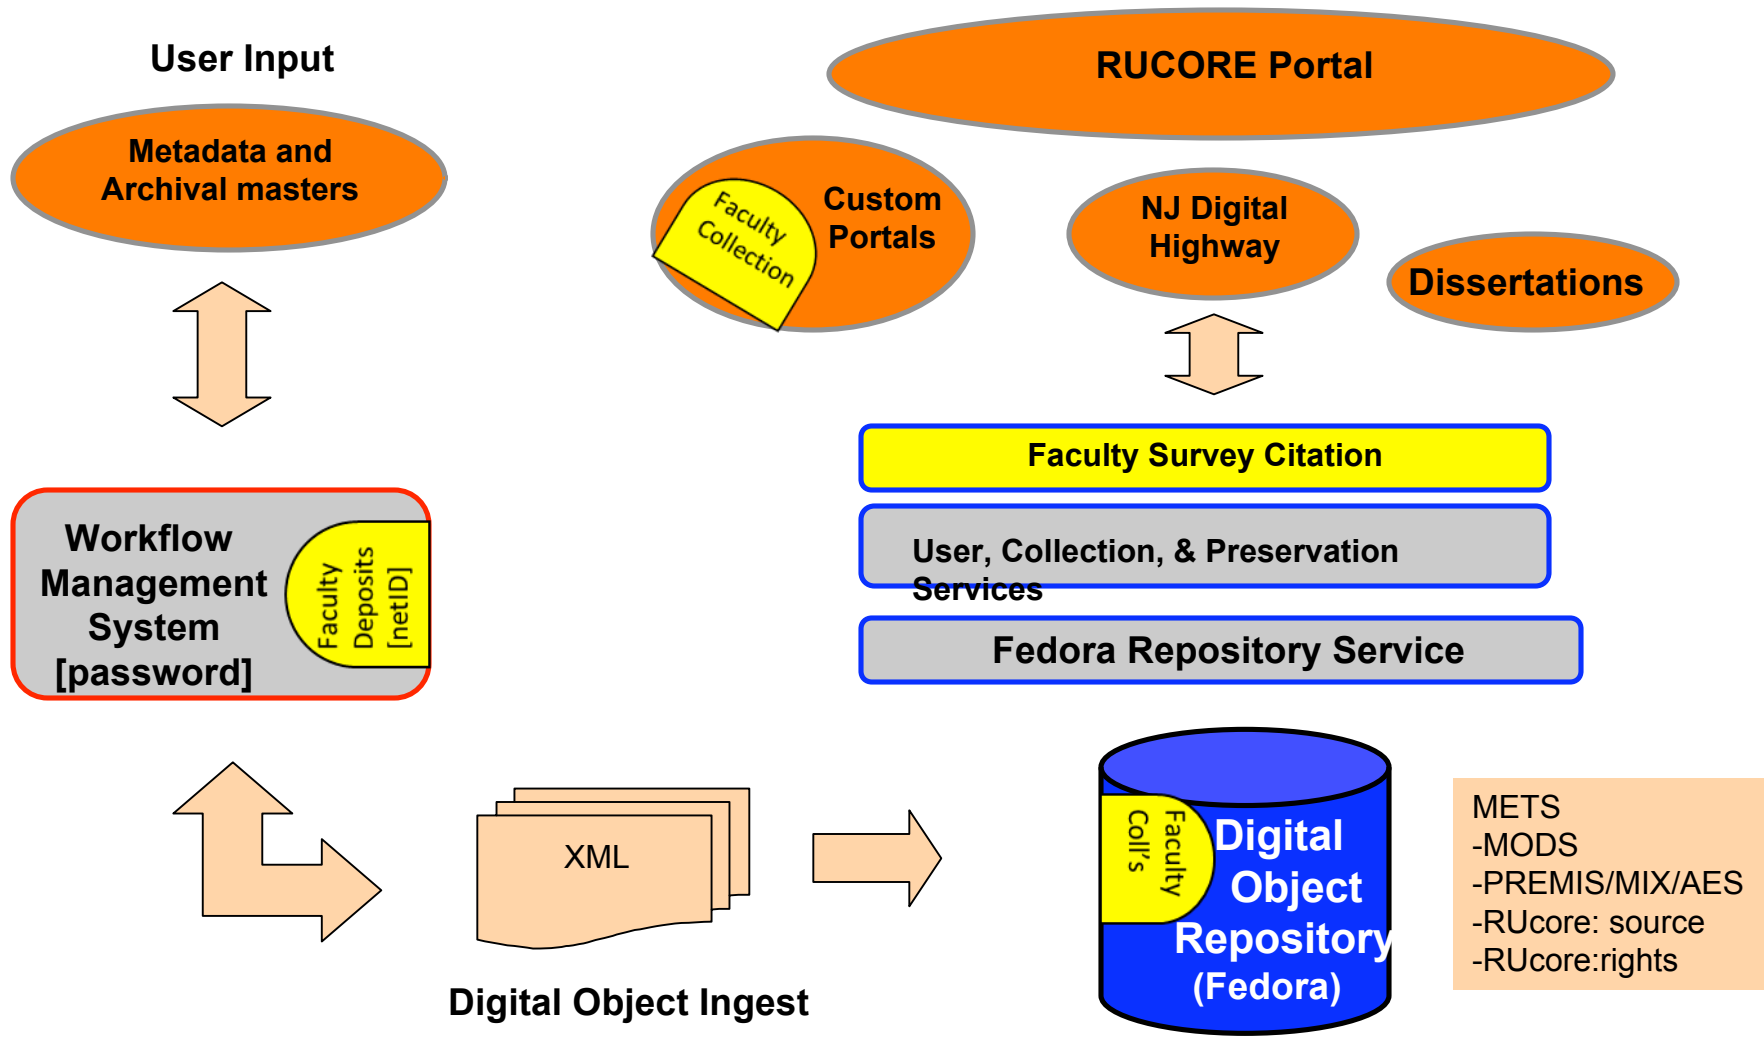 User Input
Metadata and
Archival masters
RUCORE Portal
Faculty
Collection
Custom
Portals
NJ Digital
Highway
Dissertations
Workflow
Management
System
[password]
Faculty
Deposits
[netID]
Faculty Survey Citation
User, Collection, & Preservation
Services
Fedora Repository Service
XML
Digital Object Ingest
Faculty
Coll's
Digital
Object
Repository
(Fedora)
METS
-MODS
-PREMIS/MIX/AES
-RUcore: source
-RUcore:rights